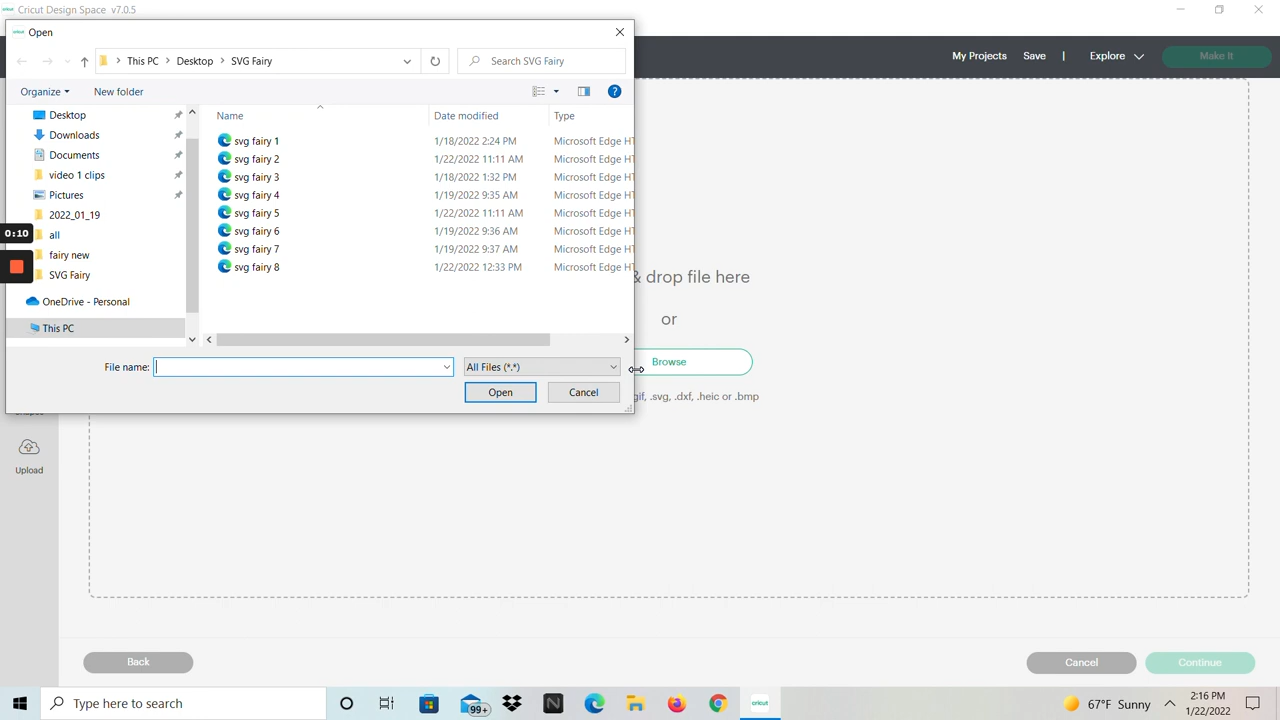 cricut Cricut Design Space v7.0.5
cricut Open
My Projects Save | Explore Make It
This PC Desktop SVG Fairy Search SVG Fairy
Organize New folder
Name Date modified Type
Desktop
Downloads
Documents
video 1 clips
Pictures
2022_01_19
all
fairy new
SVG Fairy
OneDrive - Personal
This PC
0:10
svg fairy 1 1/18/2022 2:24 PM Microsoft Edge HT
svg fairy 2 1/22/2022 11:11 AM Microsoft Edge HT
svg fairy 3 1/18/2022 1:32 PM Microsoft Edge HT
svg fairy 4 1/19/2022 9:35 AM Microsoft Edge HT
svg fairy 5 1/22/2022 11:11 AM Microsoft Edge HT
svg fairy 6 1/19/2022 9:36 AM Microsoft Edge HT
svg fairy 7 1/19/2022 9:37 AM Microsoft Edge HT
svg fairy 8 1/22/2022 12:33 PM Microsoft Edge HT
File name: All Files (*.*)
Open Cancel
& drop file here
or
Browse
gif, .svg, .dxf, .heic or .bmp
Upload
Back Cancel Continue
Type here to search
99+
N
cricut
67°F Sunny
2:16 PM
1/22/2022